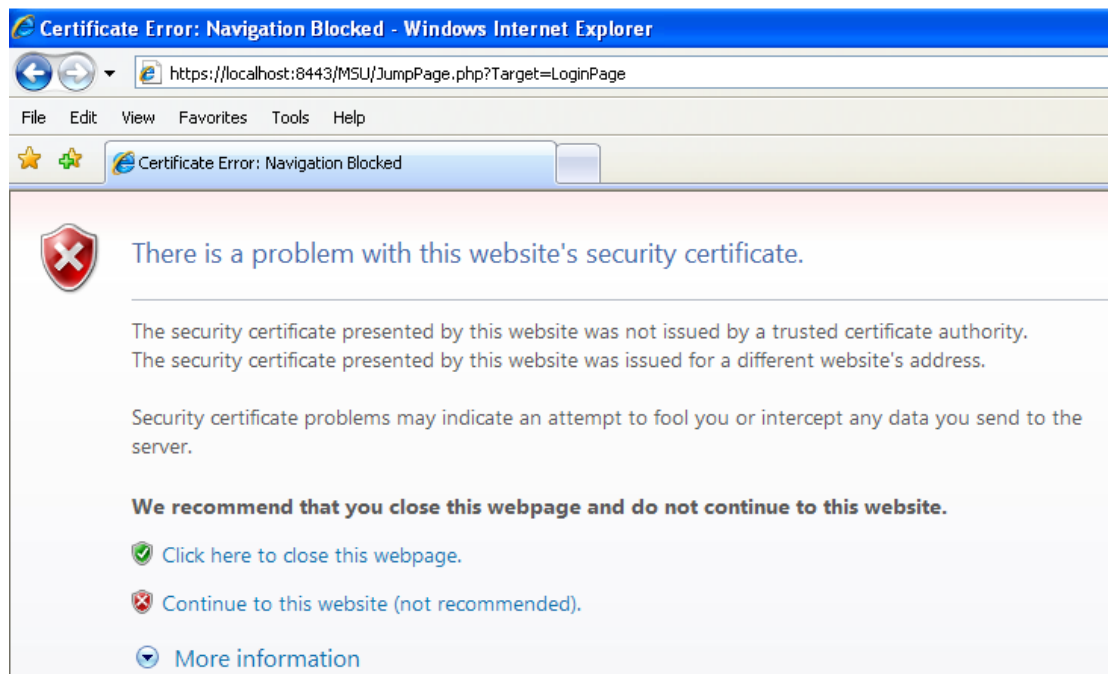 Certificate Error: Navigation Blocked - Windows Internet Explorer
https://localhost:8443/MSU/JumpPage.php?Target=LoginPage
File Edit View Favorites Tools Help
Certificate Error: Navigation Blocked
There is a problem with this website's security certificate.
The security certificate presented by this website was not issued by a trusted certificate authority.
The security certificate presented by this website was issued for a different website's address.
Security certificate problems may indicate an attempt to fool you or intercept any data you send to the
server.
We recommend that you close this webpage and do not continue to this website.
Click here to close this webpage.
Continue to this website (not recommended).
More information